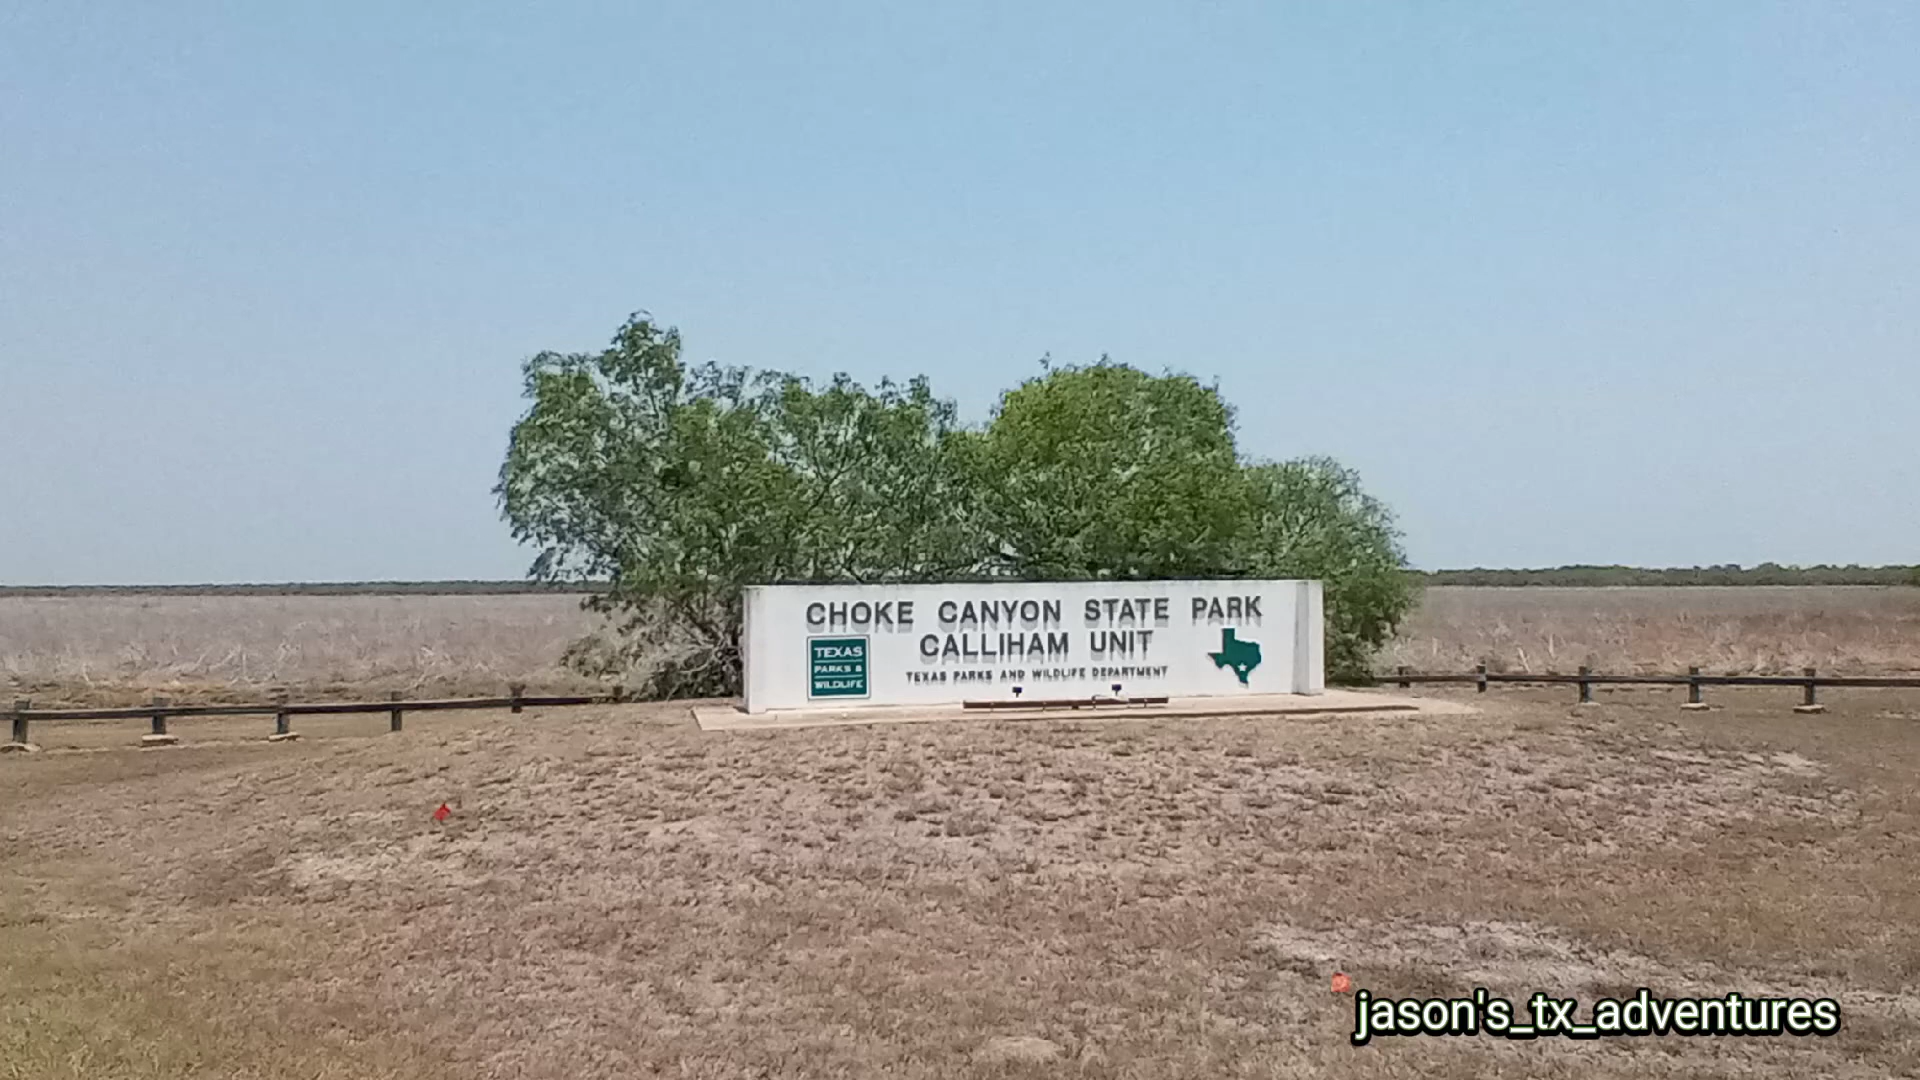 CHOKE CANYON STATE PARK
CALLIHAM UNIT
TEXAS PARKS AND WILDLIFE DEPARTMENT
TEXAS
PARKS &
WILDLIFE
jason's_tx_adventures